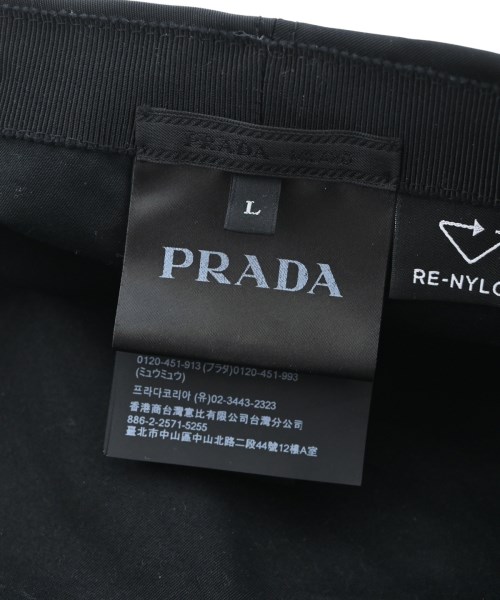 PRADA MILANO
L
PRADA
RE-NYLO
0120-451-913 (プラダ)0120-451-993
(ミュウミュウ)
프라다코리아 (유)02-3443-2323
香港商台灣意比有限公司台灣分公司
886-2-2571-5255
臺北市中山區中山北路二段44號12樓A室